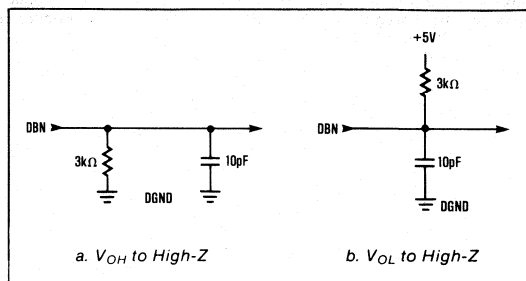 +5V
3kΩ
DBN
3kΩ
10pF
DGND
DBN
10pF
DGND
a. VOH to High-Z
b. VOL to High-Z